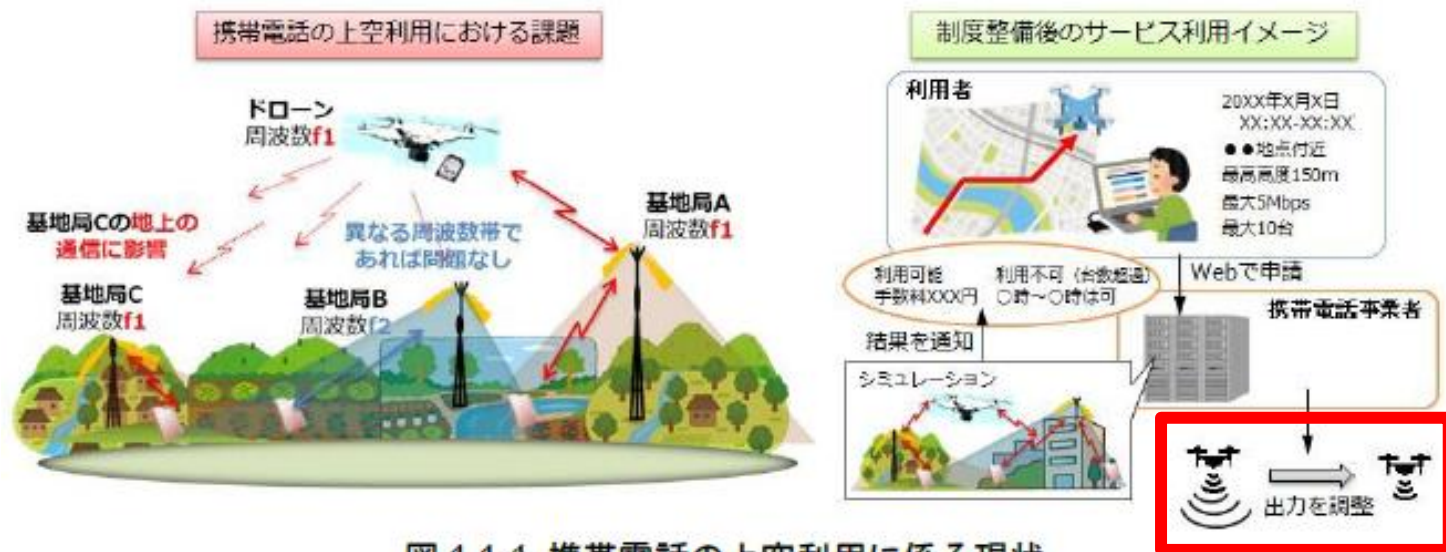 携帯電話の上空利用における課題
ドローン
周波数f1
基地局Cの地上の
通信に影響
異なる周波数帯で
あれば問題なし
基地局A
周波数f1
基地局C
周波数f1
基地局B
周波数f2
制度整備後のサービス利用イメージ
利用者
20XX年X月X日
XX:XX-XX:XX
●●地点付近
最高高度150m
最大5Mbps
最大10台
利用可能
手数料XXX円
利用不可（台数超過）
〇時～〇時は可
Webで申請
結果を通知
携帯電話事業者
シミュレーション
出力を調整
図 1.1-1 携帯電話の上空利用に係る現状